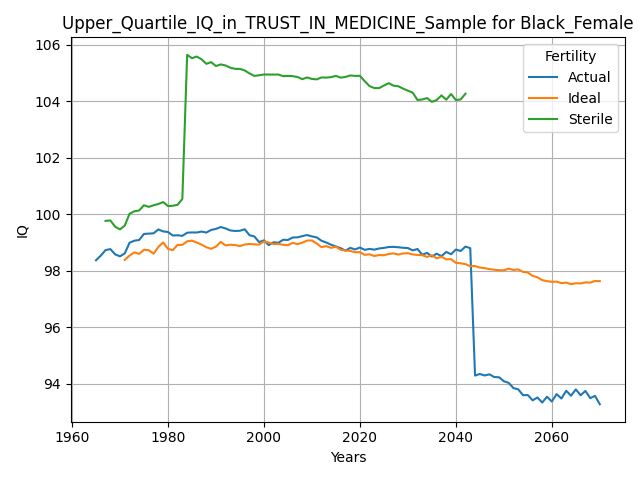 Upper_Quartile_IQ_in_TRUST_IN_MEDICINE_Sample for Black_Female
Fertility
Actual
Ideal
Sterile
106
104
102
100
98
96
94
IQ
1960 1980 2000 2020 2040 2060
Years